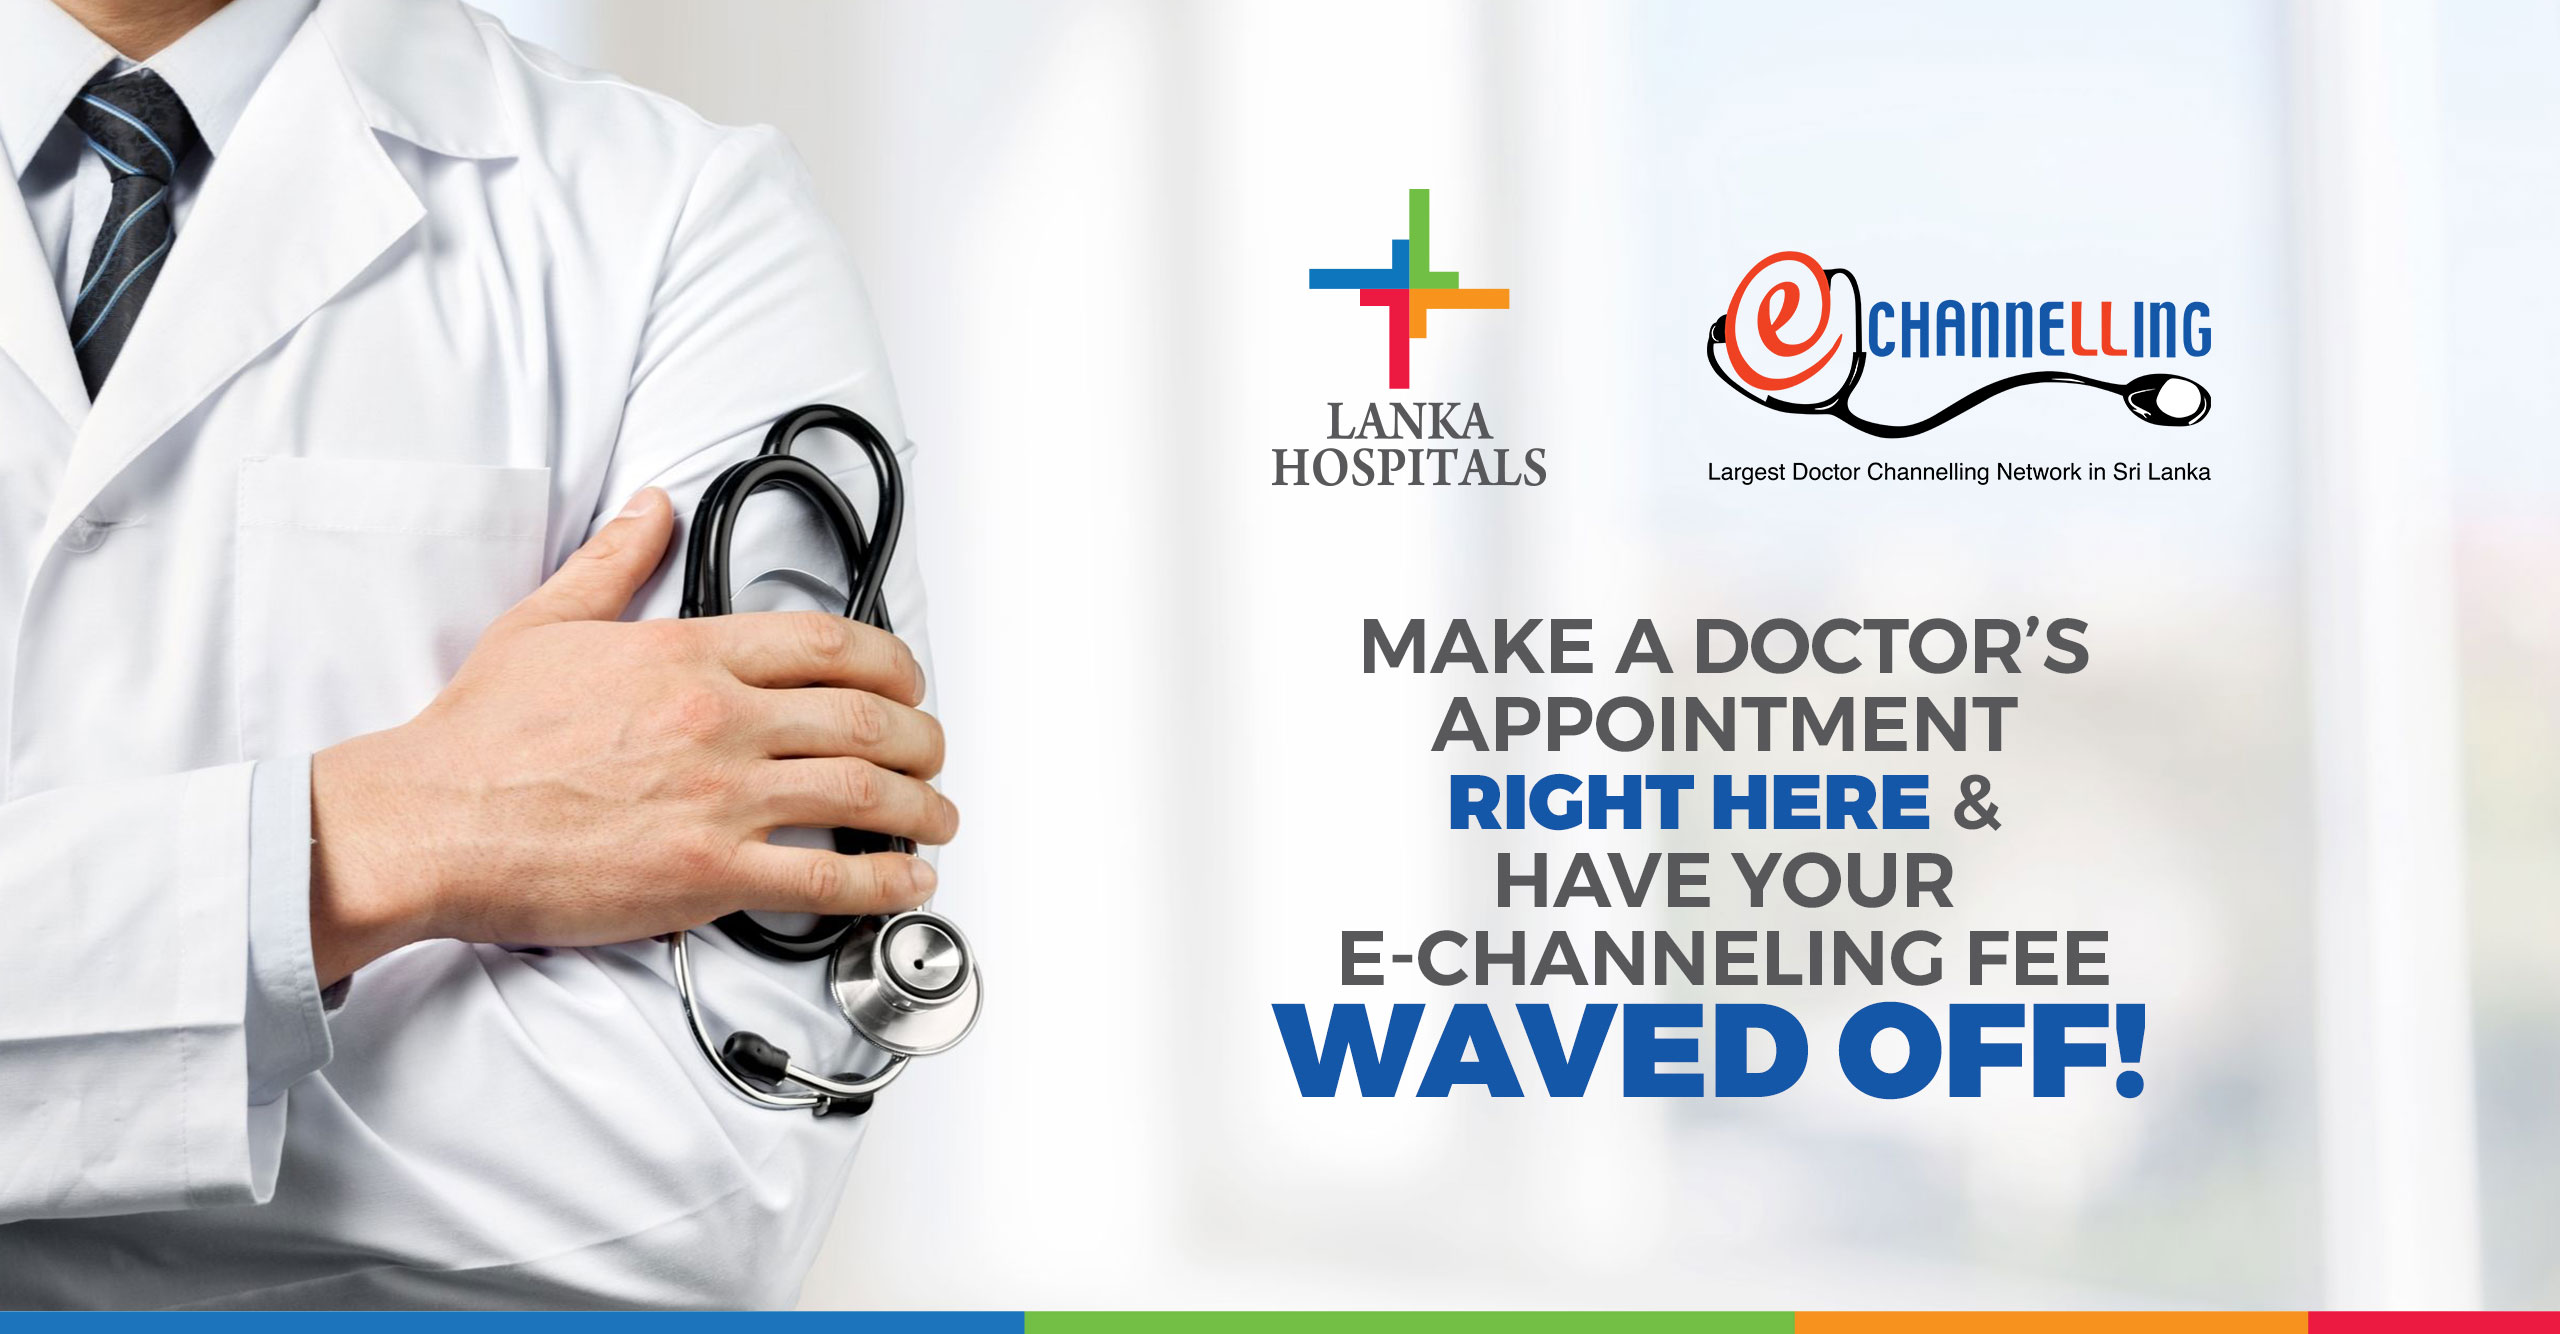 LANKA
HOSPITALS
e CHANNELLING
Largest Doctor Channelling Network in Sri Lanka
MAKE A DOCTOR’S
APPOINTMENT
RIGHT HERE &
HAVE YOUR
E-CHANNELING FEE
WAVED OFF!